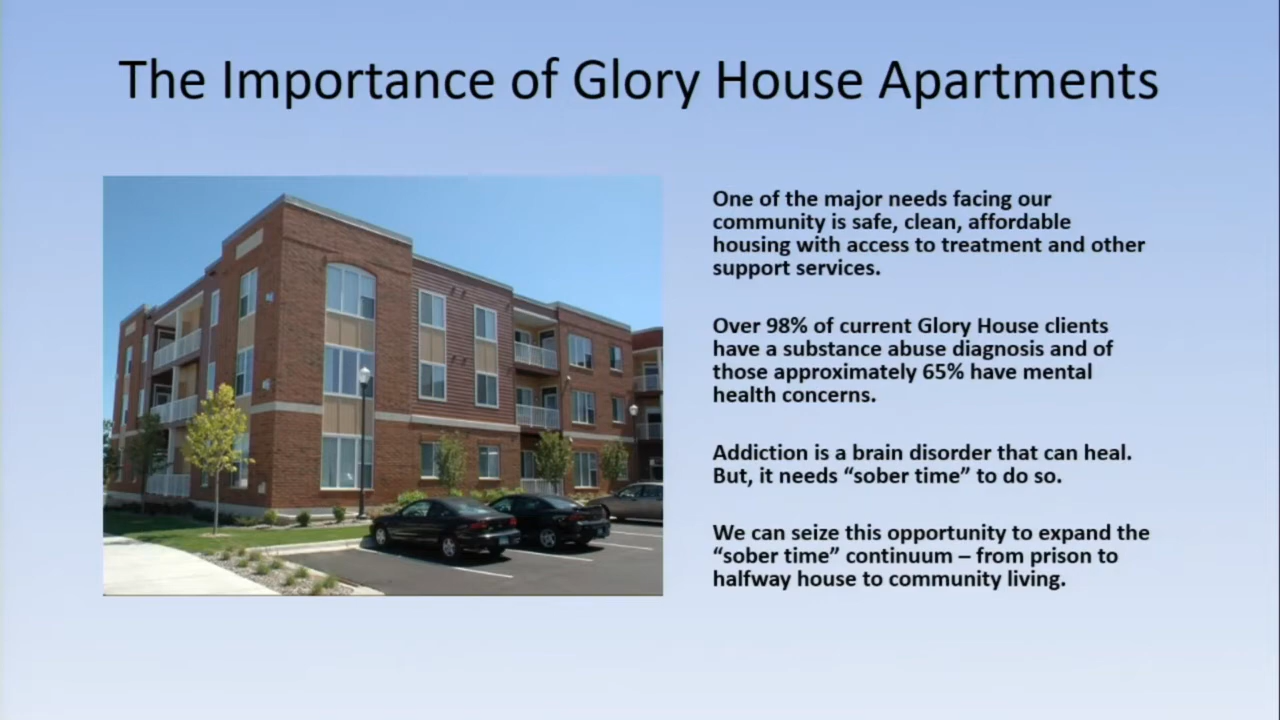 The Importance of Glory House Apartments
One of the major needs facing our
community is safe, clean, affordable
housing with access to treatment and other
support services.
Over 98% of current Glory House clients
have a substance abuse diagnosis and of
those approximately 65% have mental
health concerns.
Addiction is a brain disorder that can heal.
But, it needs “sober time” to do so.
We can seize this opportunity to expand the
“sober time” continuum – from prison to
halfway house to community living.